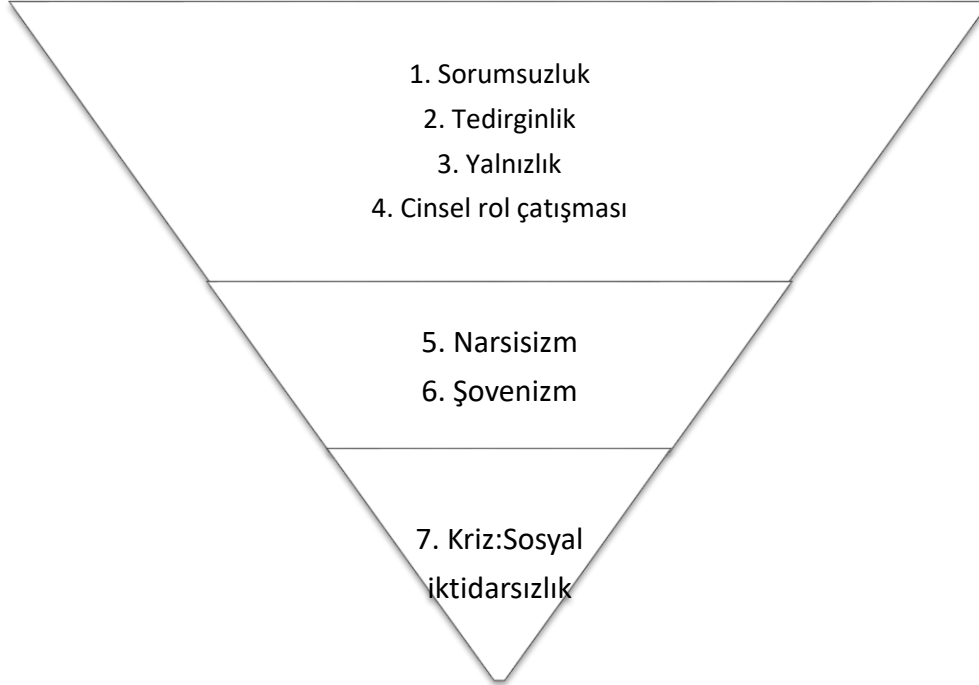 1. Sorumsuzluk
2. Tedirginlik
3. Yalnızlık
4. Cinsel rol çatışması
5. Narsisizm
6. Şovenizm
7. Kriz:Sosyal
iktidarsızlık